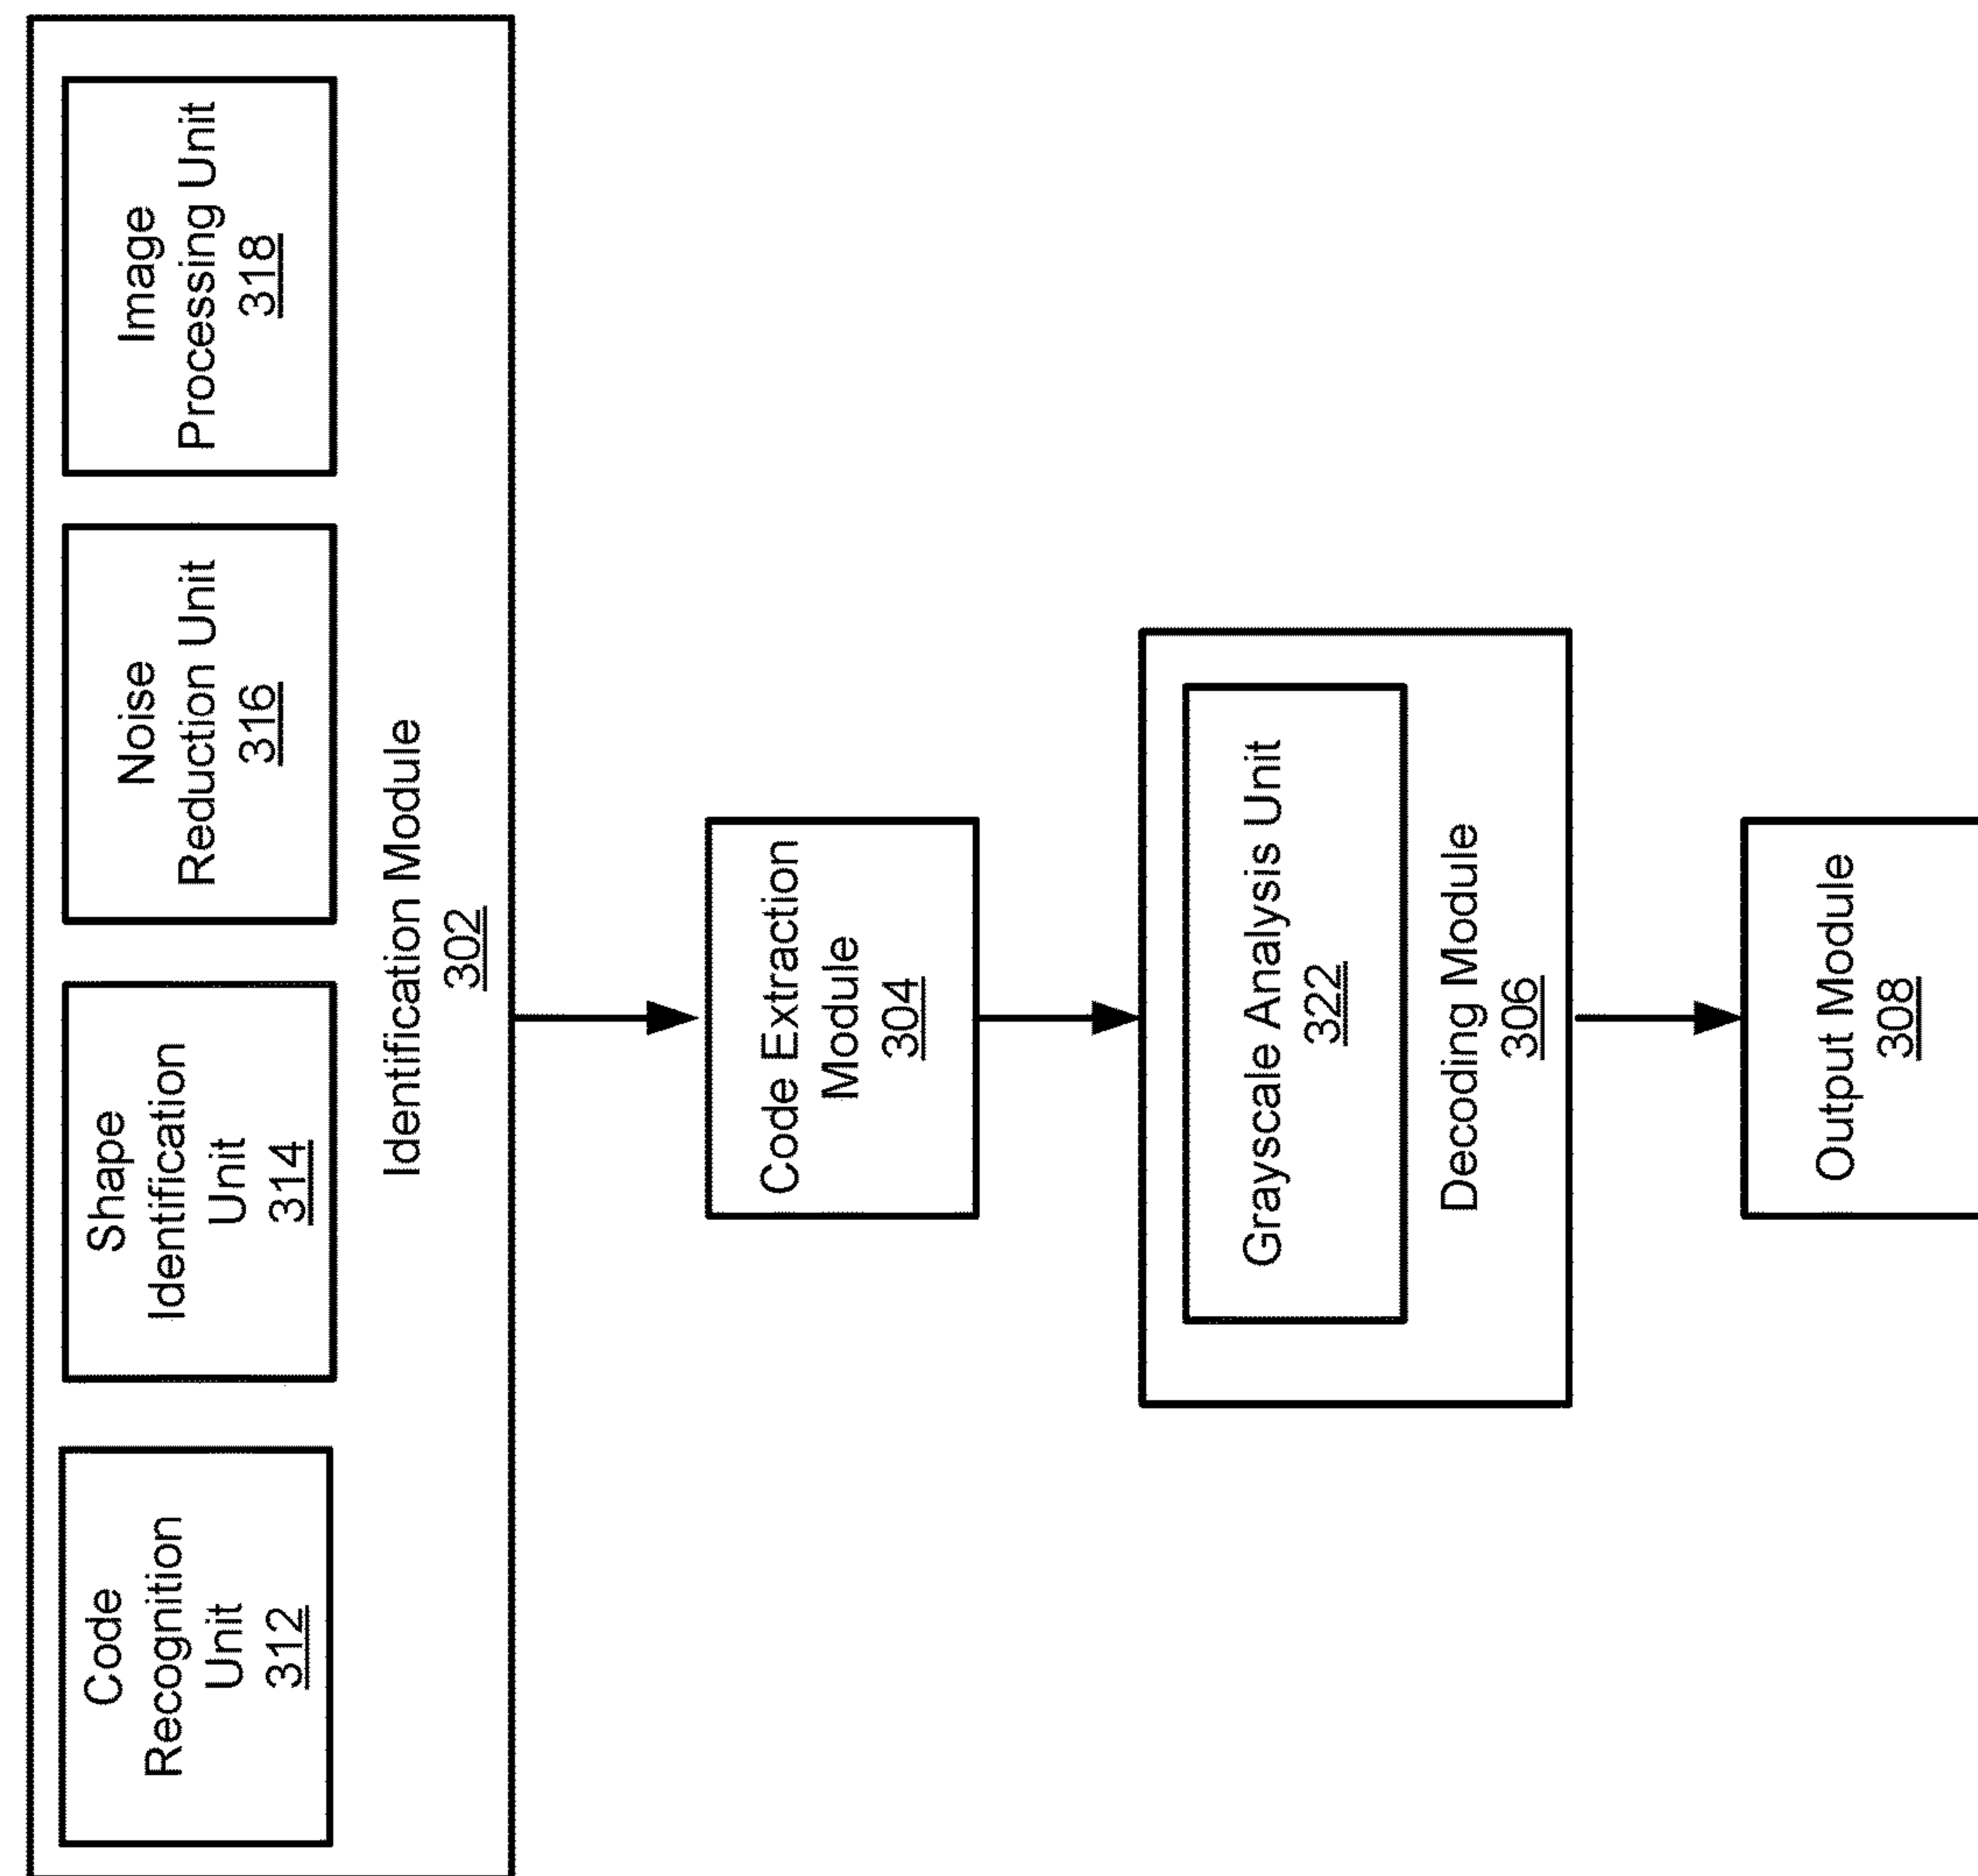 Code
Recognition
Unit
312
Shape
Identification
Unit
314
Noise
Reduction Unit
316
Image
Processing Unit
318
Identification Module
302
Code Extraction
Module
304
Grayscale Analysis Unit
322
Decoding Module
306
Output Module
308